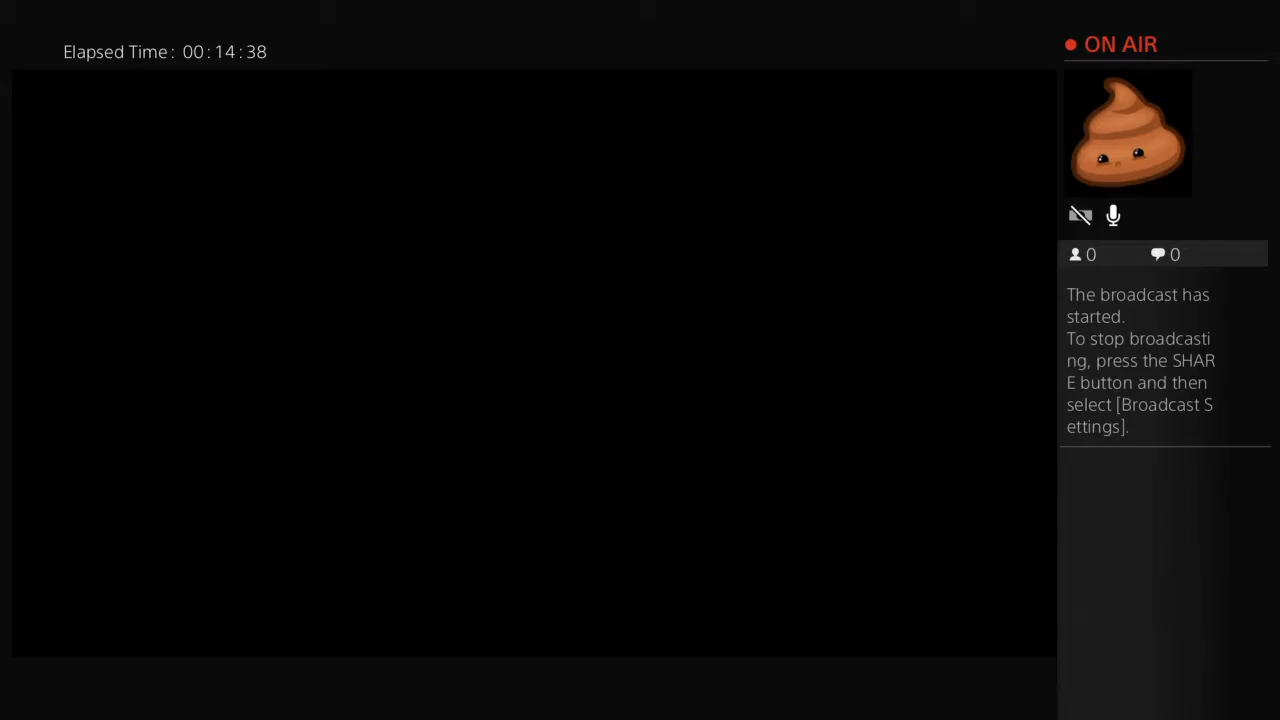 Elapsed Time: 00:14:38
ON AIR
0 0
The broadcast has
started.
To stop broadcasti
ng, press the SHAR
E button and then
select [Broadcast S
ettings].